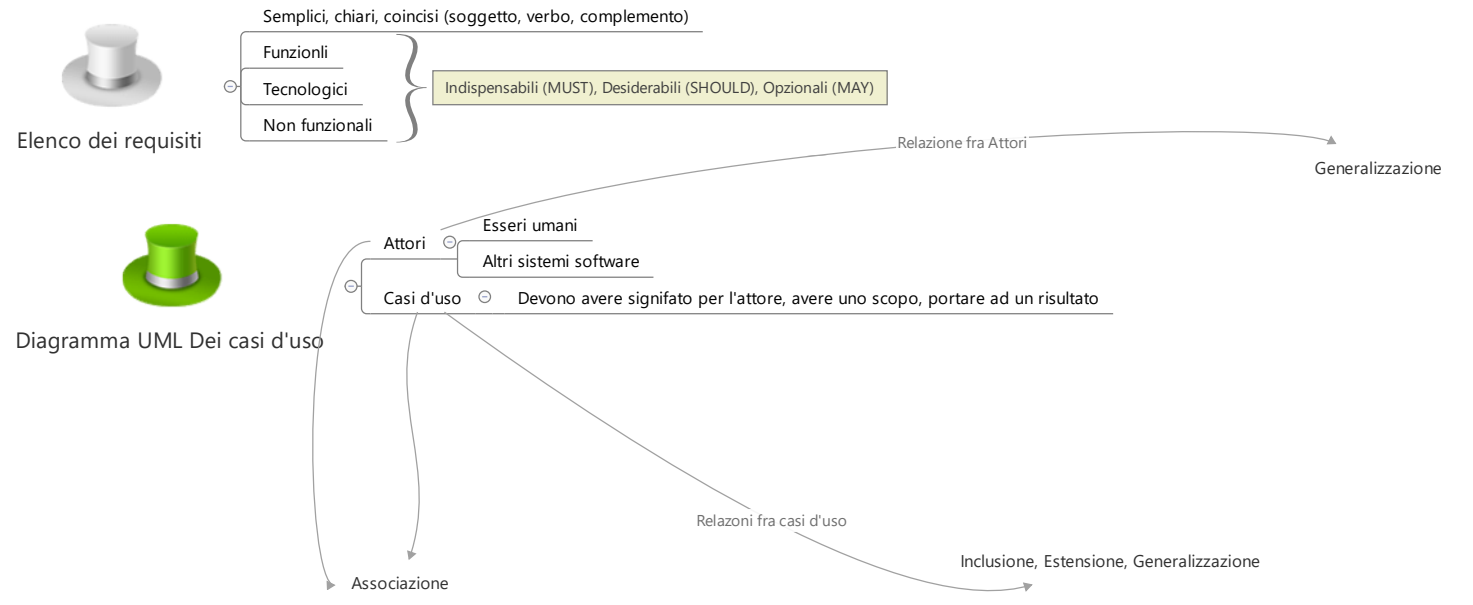 Semplici, chiari, coincisi (soggetto, verbo, complemento)
Funzionli
Tecnologici
Non funzionali
Indispensabili (MUST), Desiderabili (SHOULD), Opzionali (MAY)
Elenco dei requisiti
Relazione fra Attori
Generalizzazione
Attori
Esseri umani
Altri sistemi software
Casi d'uso
Devono avere signifato per l'attore, avere uno scopo, portare ad un risultato
Diagramma UML Dei casi d'uso
Relazoni fra casi d'uso
Inclusione, Estensione, Generalizzazione
Associazione